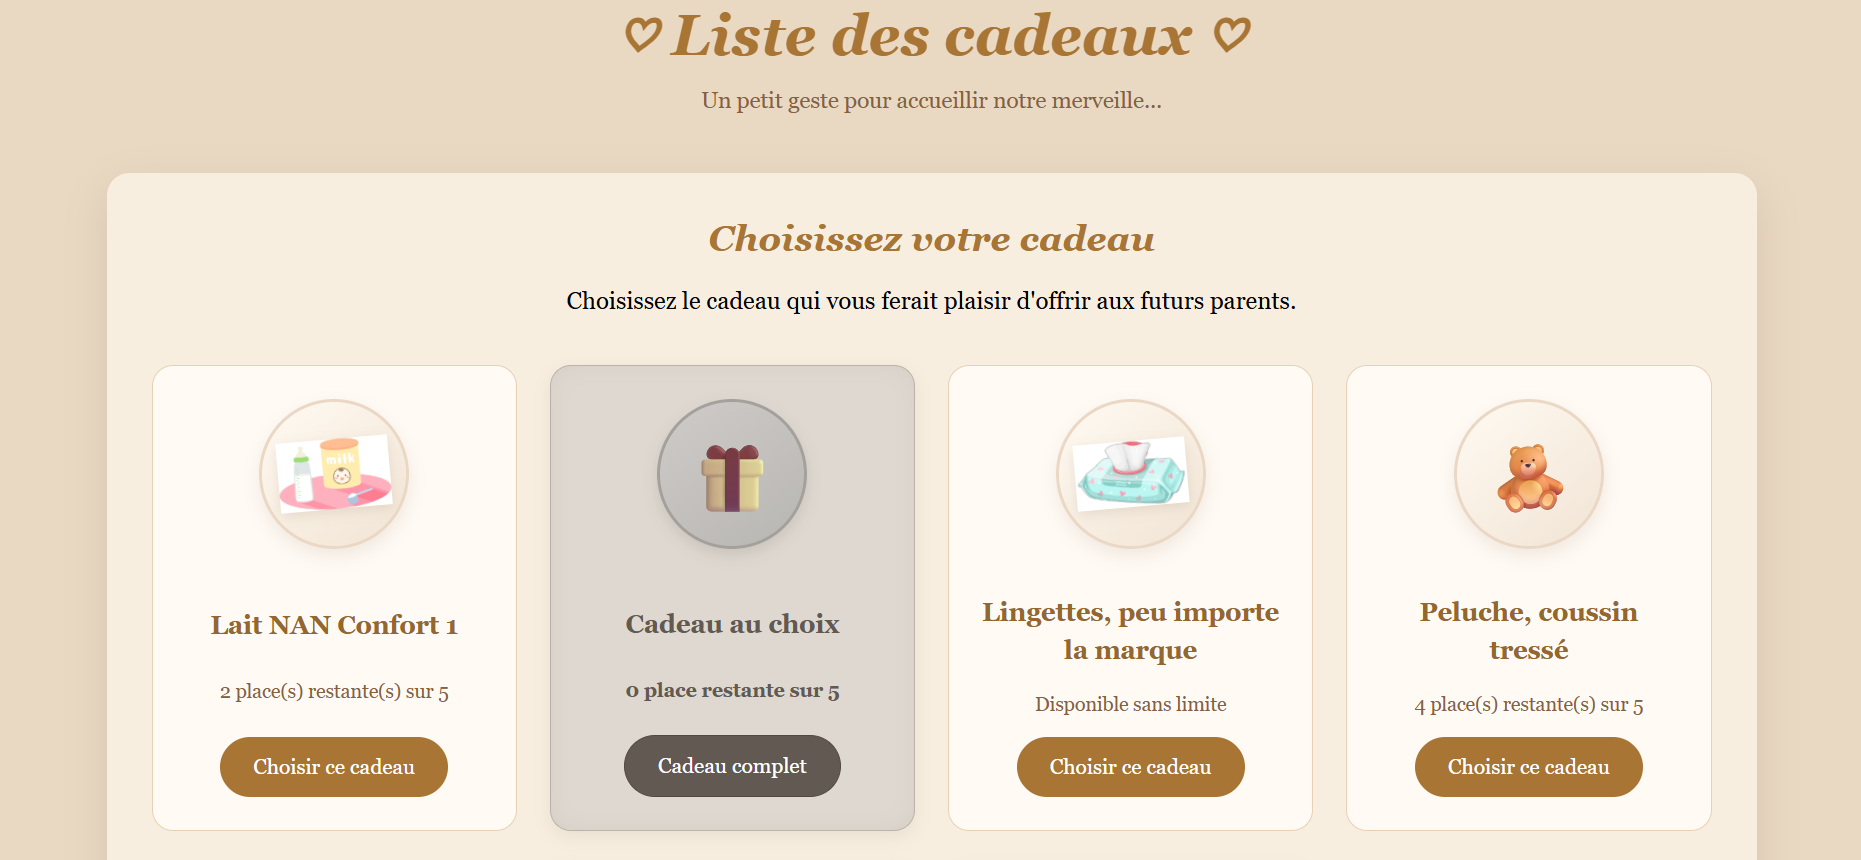 ♡ Liste des cadeaux ♡
Un petit geste pour accueillir notre merveille...
Choisissez votre cadeau
Choisissez le cadeau qui vous ferait plaisir d'offrir aux futurs parents.
milk
Lait NAN Confort 1
2 place(s) restante(s) sur 5
Choisir ce cadeau
Cadeau au choix
0 place restante sur 5
Cadeau complet
Lingettes, peu importe
la marque
Disponible sans limite
Choisir ce cadeau
Peluche, coussin
tressé
4 place(s) restante(s) sur 5
Choisir ce cadeau